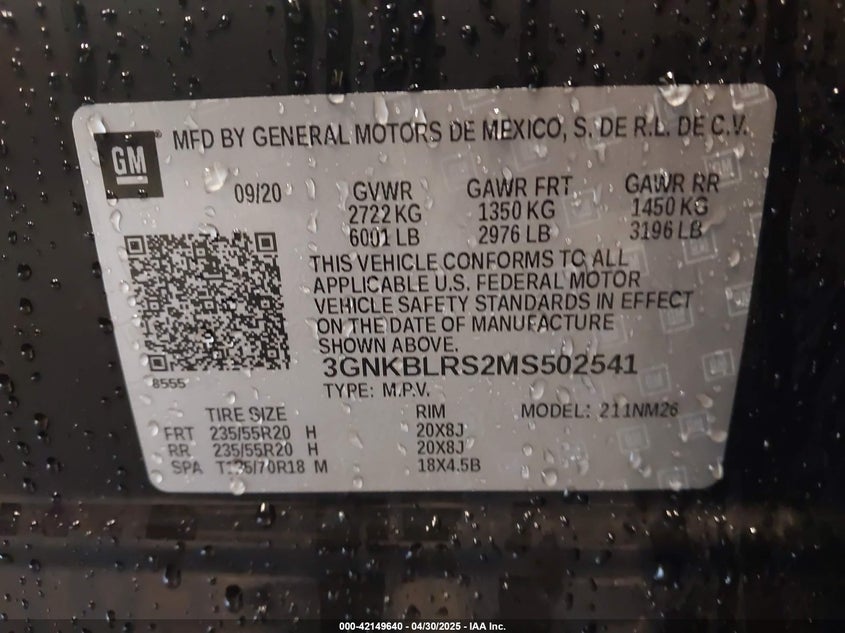 GM
MFD BY GENERAL MOTORS DE MEXICO, S. DE R.L. DE C.V.
09/20 GVWR GAWR FRT GAWR RR
2722 KG 1350 KG 1450 KG
6001 LB 2976 LB 3196 LB
THIS VEHICLE CONFORMS TO ALL
APPLICABLE U.S. FEDERAL MOTOR
VEHICLE SAFETY STANDARDS IN EFFECT
ON THE DATE OF MANUFACTURE
SHOWN ABOVE.
3GNKBLRS2MS502541
8555
TYPE: M.P.V.
TIRE SIZE RIM MODEL: 211NM26
FRT 235/55R20 H 20X8J
RR 235/55R20 H 20X8J
SPA M 18X4.5B
000-42149640 - 04/30/2025 - IAA Inc.